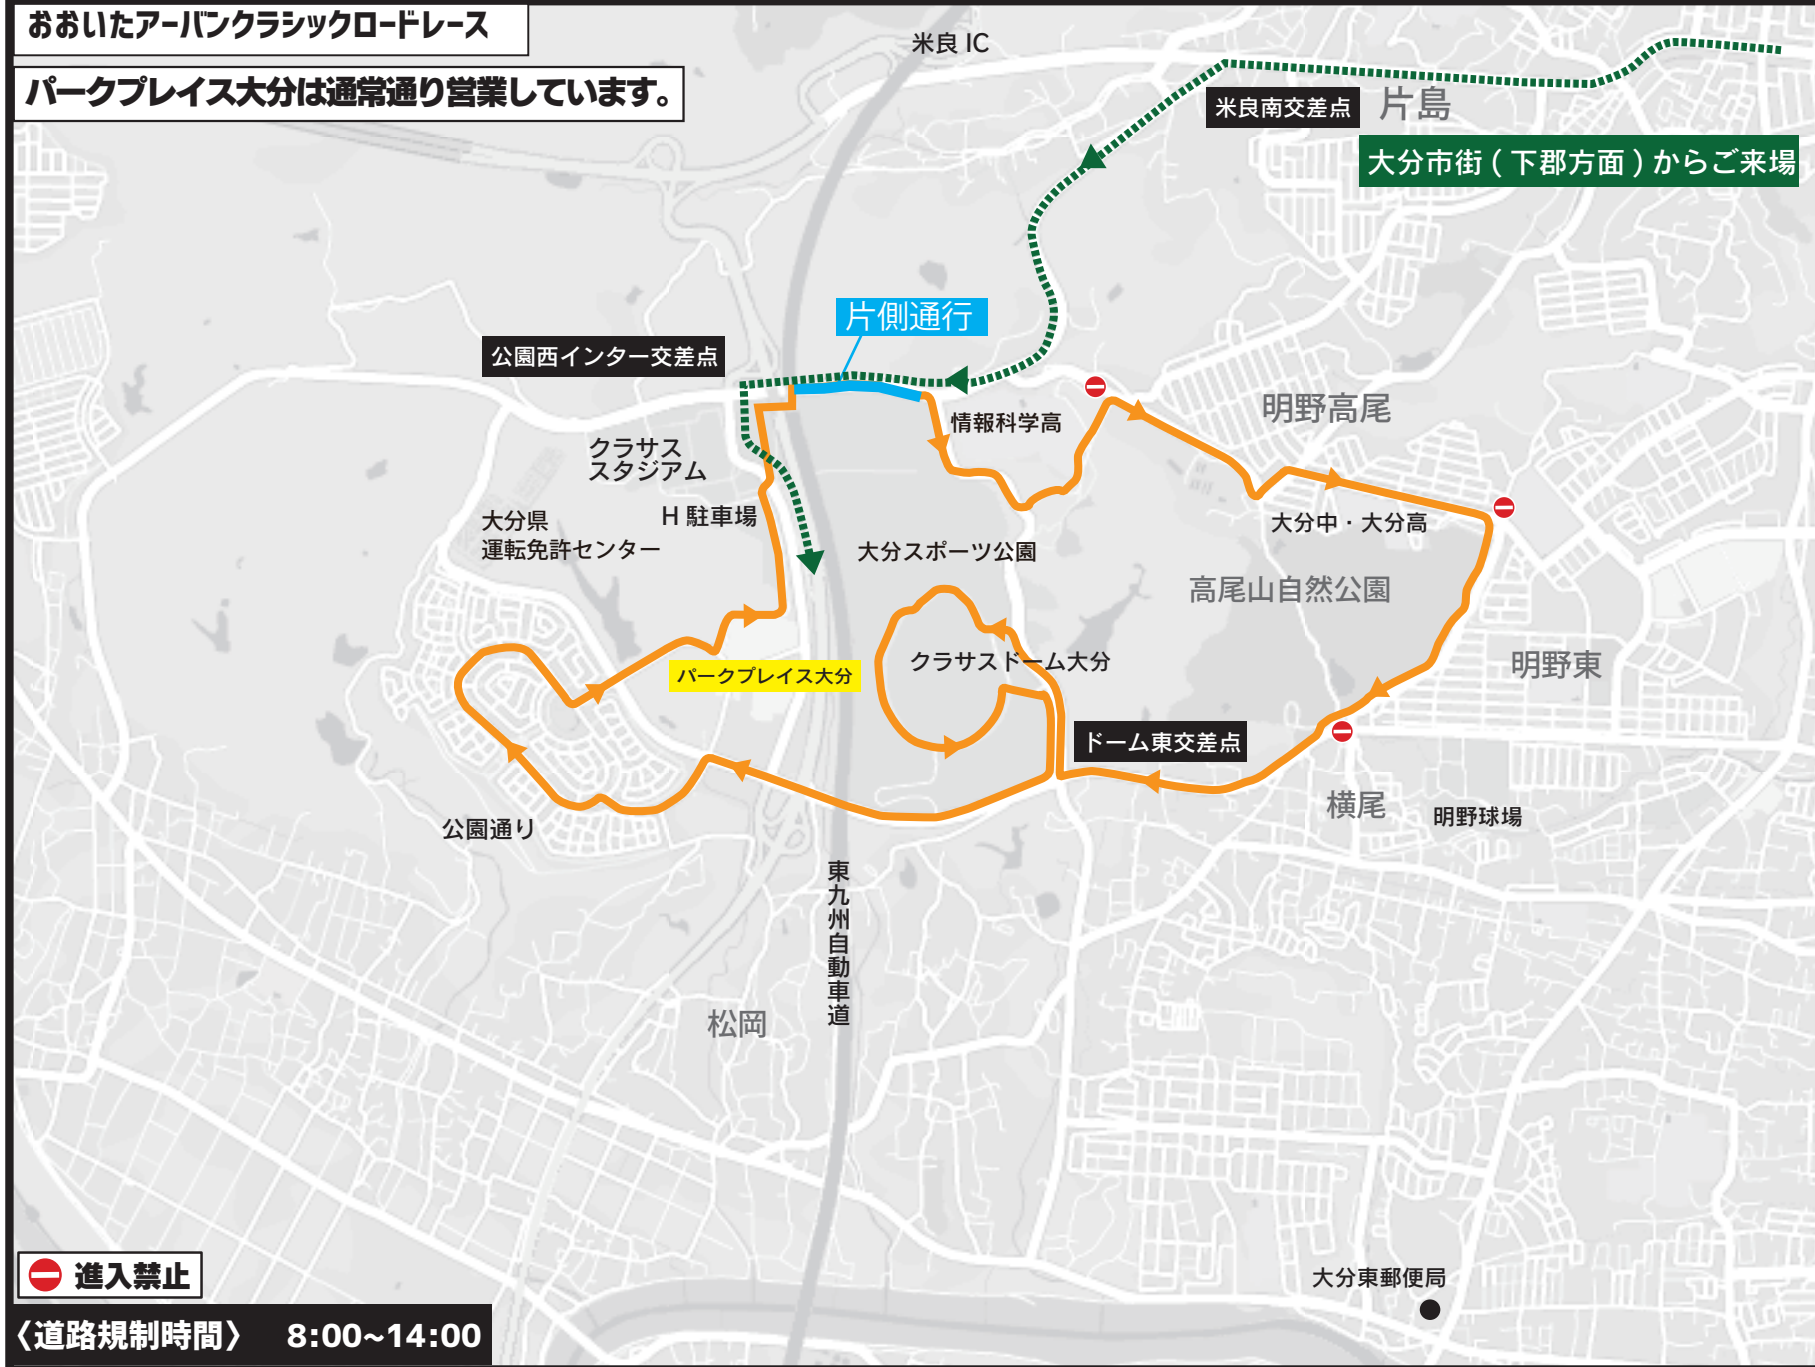 おおいたアーバンクラシックロードレース
パークプレイス大分は通常通り営業しています。
米良 IC
米良南交差点
片島
大分市街 ( 下郡方面 ) からご来場
片側通行
公園西インター交差点
明野高尾
情報科学高
クラサス
スタジアム
H 駐車場
大分県
運転免許センター
大分スポーツ公園
大分中・大分高
高尾山自然公園
クラサスドーム大分
明野東
パークプレイス大分
ドーム東交差点
横尾
明野球場
公園通り
東九州自動車道
松岡
進入禁止
大分東郵便局
〈道路規制時間〉 8:00~14:00